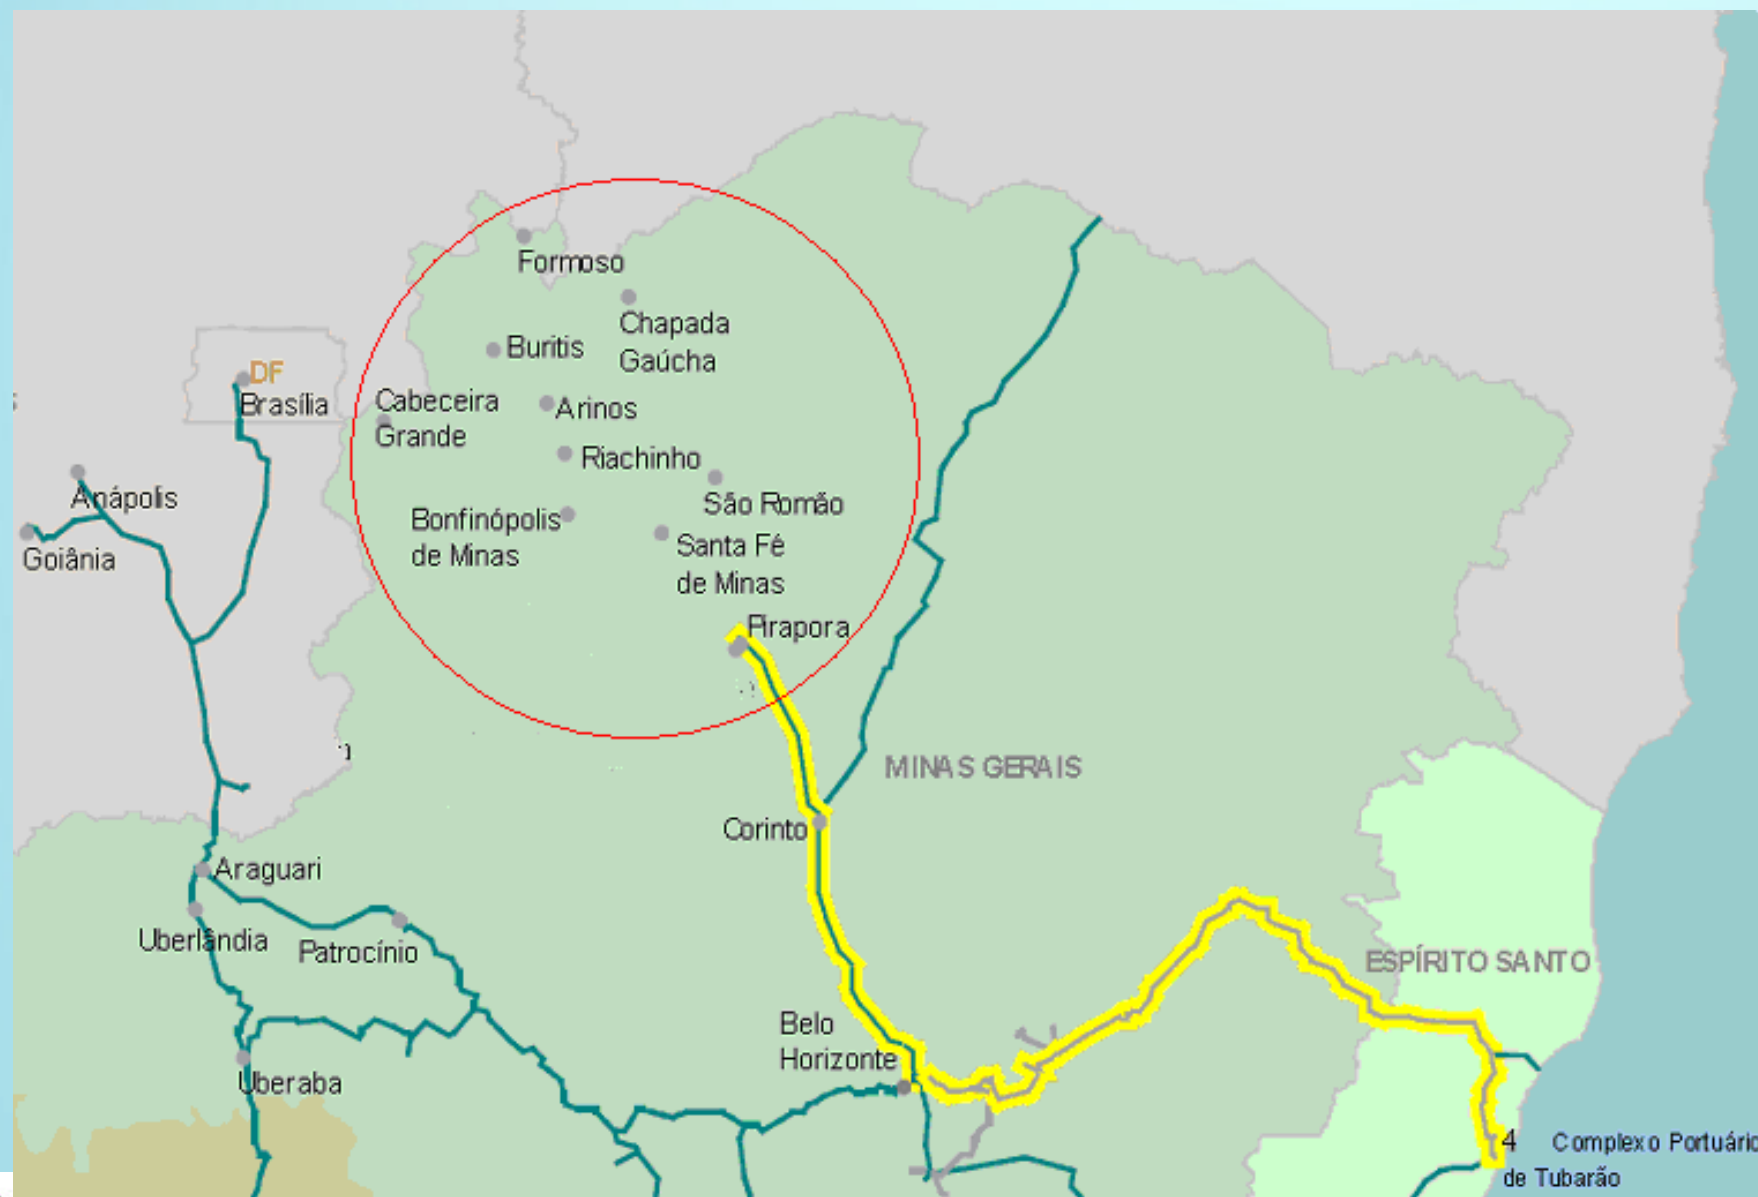 Formoso
Chapada
Gaúcha
Buritis
DF
Brasília
Cabeceira
Grande
Arinos
Riachinho
Anápolis
São Romão
Bonfinópolis
de Minas
Goiânia
Santa Fé
de Minas
Pirapora
MINAS GERAIS
Corinto
Araguari
Uberlândia
Patrocínio
ESPÍRITO SANTO
Belo
Horizonte
Uberaba
4 Complexo Portuário
de Tubarão